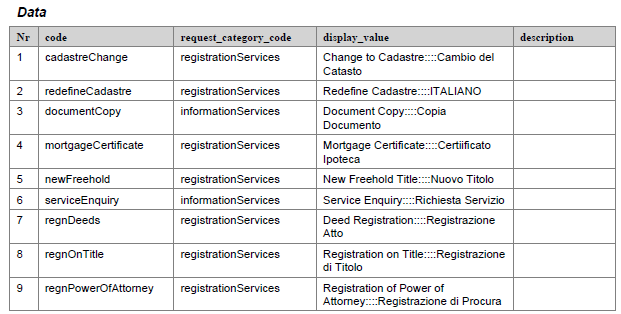 Data
Nr code request_category_code display_value description
1 cadastreChange registrationServices Change to Cadastre::::Cambio del
Catasto
2 redefineCadastre registrationServices Redefine Cadastre::::ITALIANO
3 documentCopy informationServices Document Copy::::Copia
Documento
4 mortgageCertificate registrationServices Mortgage Certificate::::Certiificato
Ipoteca
5 newFreehold registrationServices New Freehold Title::::Nuovo Titolo
6 serviceEnquiry informationServices Service Enquiry::::Richiesta Servizio
7 regnDeeds registrationServices Deed Registration::::Registrazione
Atto
8 regnOnTitle registrationServices Registration on Title::::Registrazione
di Titolo
9 regnPowerOfAttorney registrationServices Registration of Power of
Attorney::::Registrazione di Procura